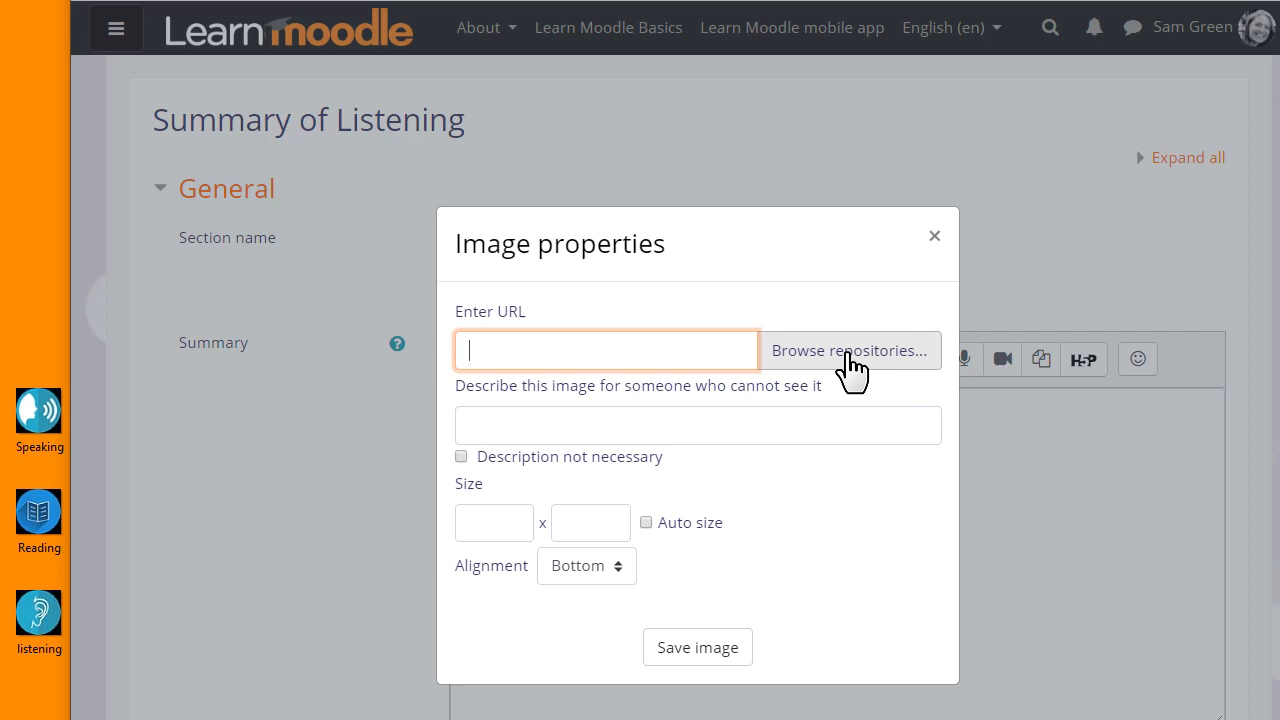 Learn moodle
About
Learn Moodle Basics
Learn Moodle mobile app
English (en)
Sam Green
Summary of Listening
Expand all
General
Section name
Summary
?
H5P
Image properties
×
Enter URL
Browse repositories...
Describe this image for someone who cannot see it
Description not necessary
Size
x
Auto size
Alignment
Bottom
Save image
Speaking
Reading
listening